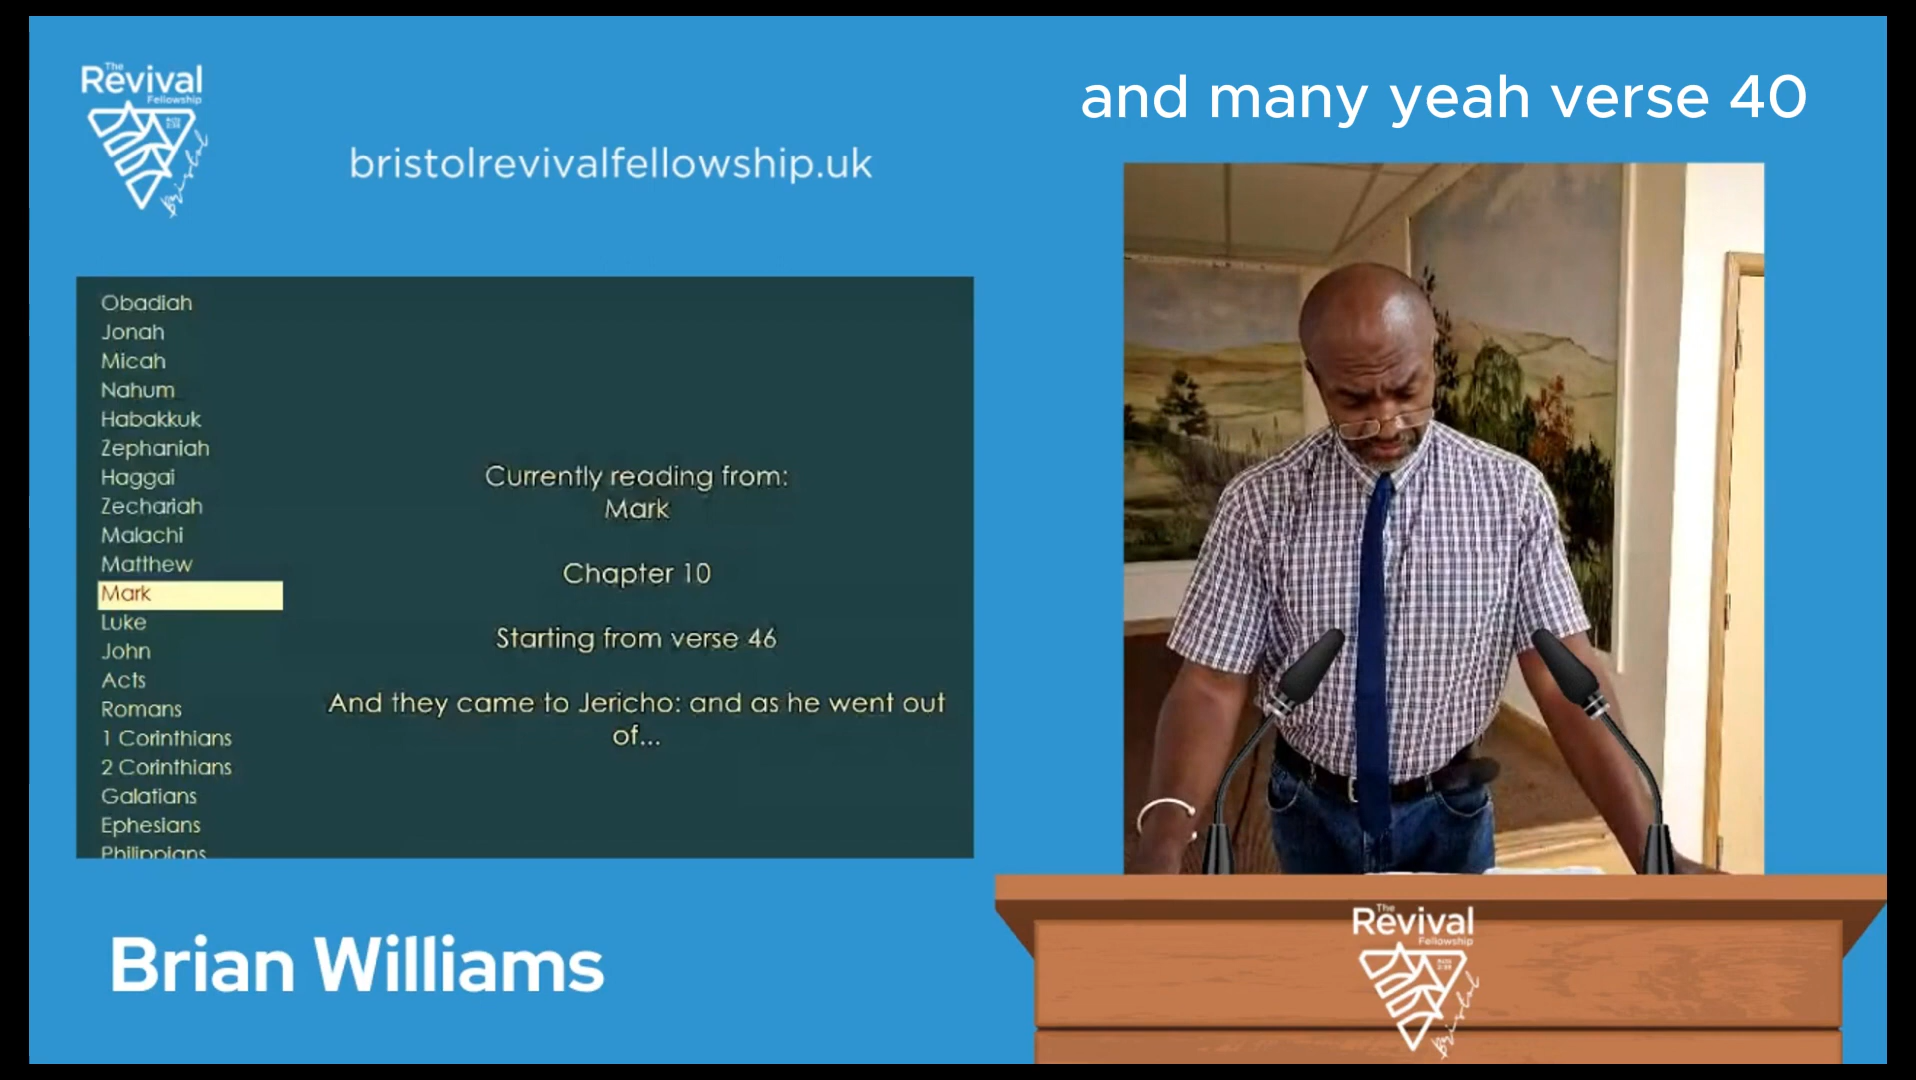 The
Revival
Fellowship
Bristol
bristolrevivalfellowship.uk
and many yeah verse 40
Obadiah
Jonah
Micah
Nahum
Habakkuk
Zephaniah
Haggai
Zechariah
Malachi
Matthew
Mark
Luke
John
Acts
Romans
1 Corinthians
2 Corinthians
Galatians
Ephesians
Philippians
Currently reading from:
Mark
Chapter 10
Starting from verse 46
And they came to Jericho: and as he went out
of...
Brian Williams
The
Revival
Fellowship
Bristol